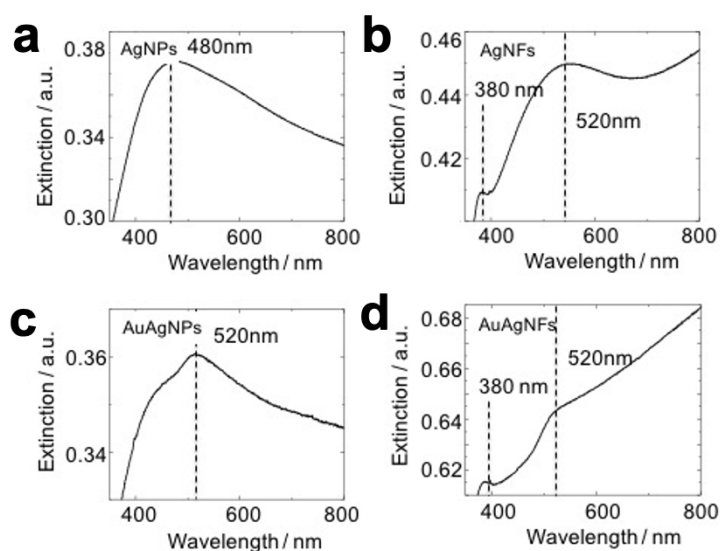 a
AgNPs
480nm
Extinction / a.u.
0.38
0.34
0.30
400
600
800
Wavelength / nm
b
AgNFs
380 nm
520nm
Extinction / a.u.
0.46
0.44
0.42
400
600
800
Wavelength / nm
c
AuAgNPs
520nm
Extinction / a.u.
0.36
0.34
400
600
800
Wavelength / nm
d
AuAgNFs
380 nm
520nm
Extinction / a.u.
0.68
0.66
0.64
0.62
400
600
800
Wavelength / nm